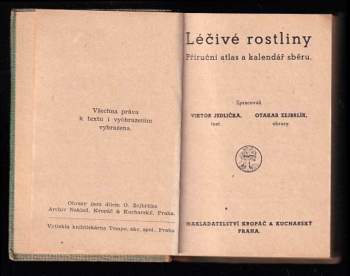 Všechna práva
k textu i vyobrazením
vyhrazena.
Obrazy jsou dílem O. Zejbrlíka
Archiv Naklad. Kropáč & Kucharský, Praha.
Vytiskla knihtiskárna Tempo, akc. spol., Praha
Léčivé rostliny
Příruční atlas a kalendář sběru.
Zpracovali
VIKTOR JEDLIČKA, OTAKAR ZEJBRLÍK,
text obrazy.
NAKLADATELSTVÍ KROPÁČ & KUCHARSKÝ
PRAHA.